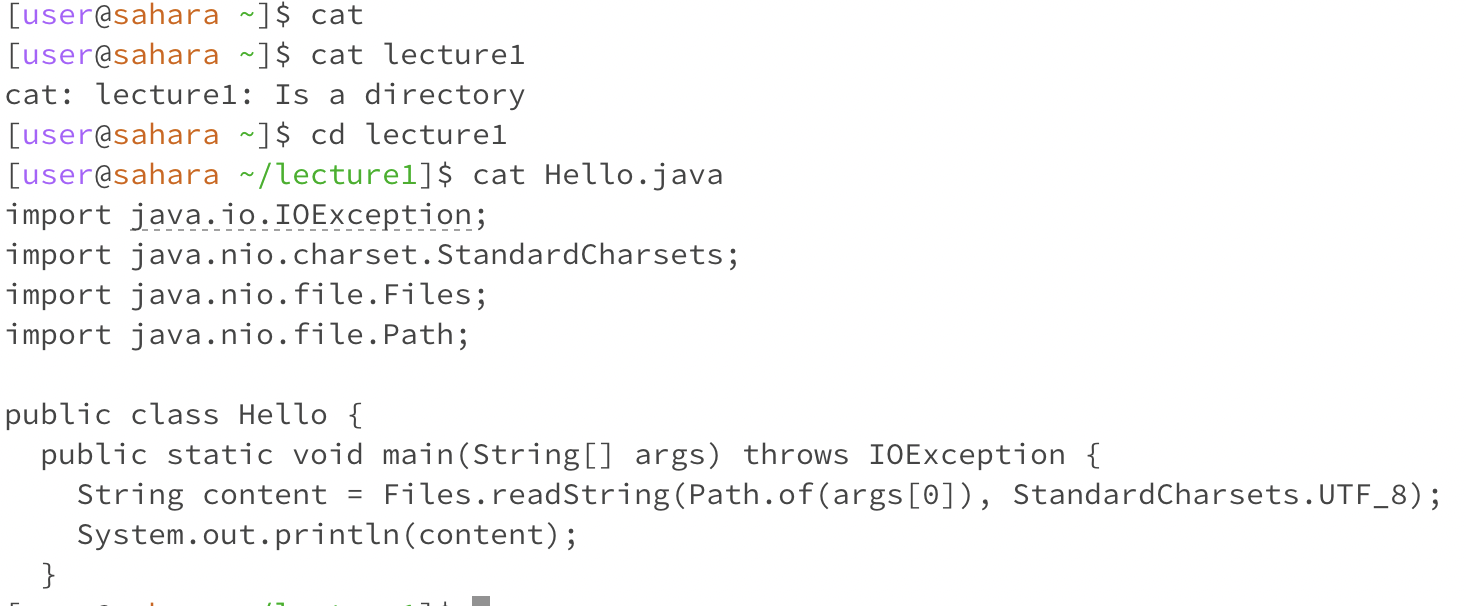 [user@sahara ~]$ cat
[user@sahara ~]$ cat lecture1
cat: lecture1: Is a directory
[user@sahara ~]$ cd lecture1
[user@sahara ~/lecture1]$ cat Hello.java
import java.io.IOException;
import java.nio.charset.StandardCharsets;
import java.nio.file.Files;
import java.nio.file.Path;

public class Hello {
  public static void main(String[] args) throws IOException {
    String content = Files.readString(Path.of(args[0]), StandardCharsets.UTF_8);
    System.out.println(content);
  }